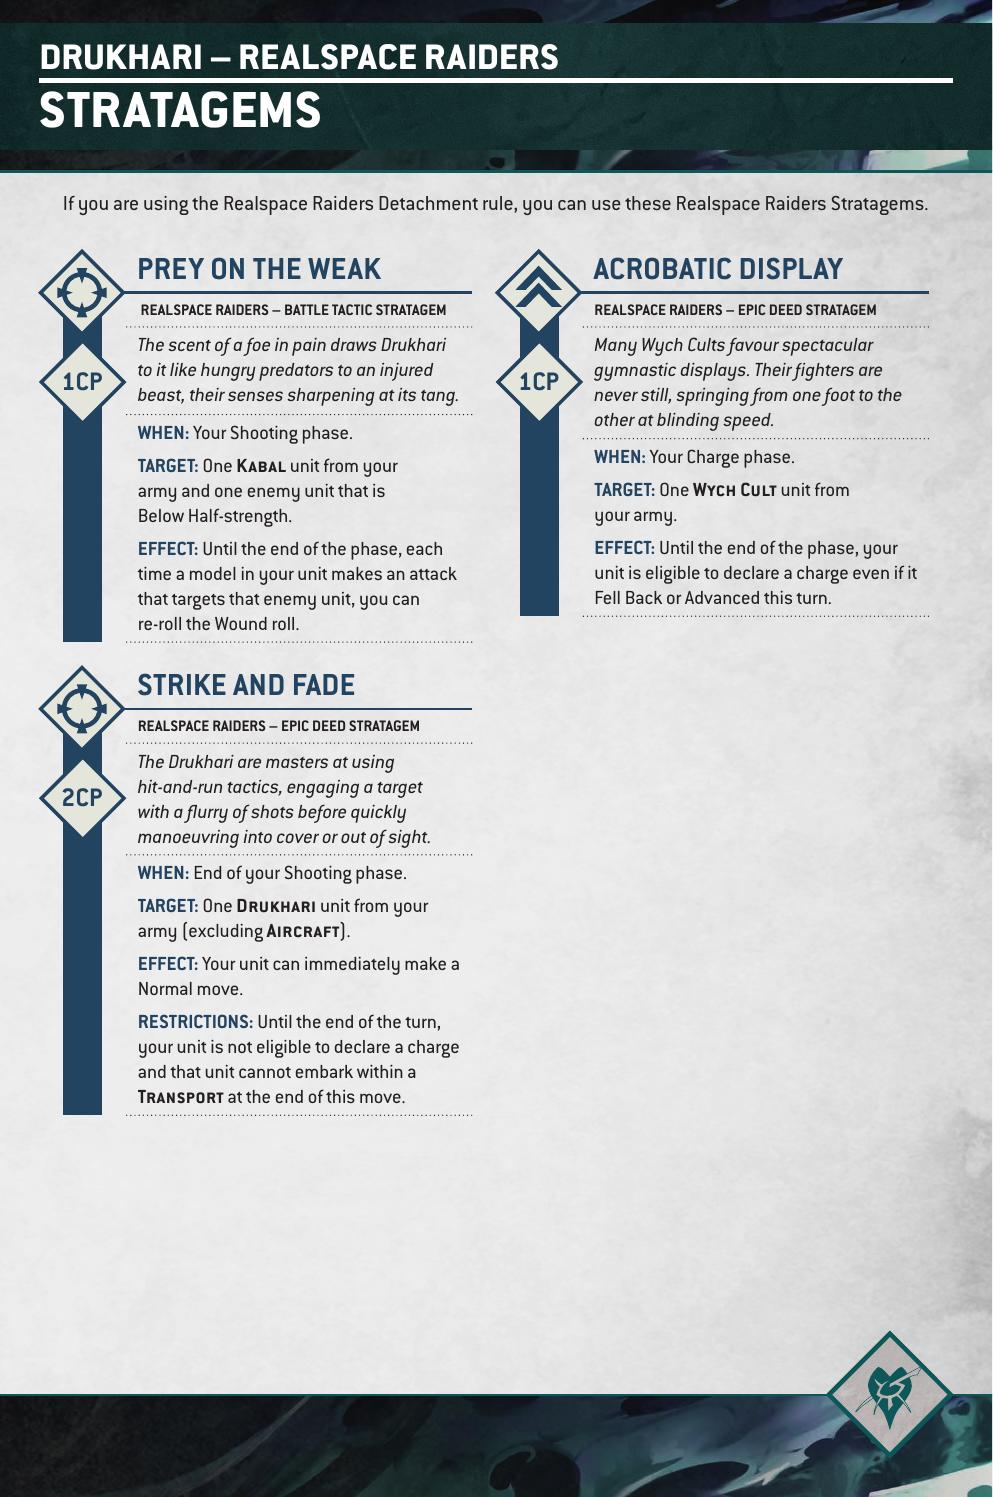 DRUKHARI – REALSPACE RAIDERS
STRATAGEMS
If you are using the Realspace Raiders Detachment rule, you can use these Realspace Raiders Stratagems.
PREY ON THE WEAK
REALSPACE RAIDERS – BATTLE TACTIC STRATAGEM
1CP
The scent of a foe in pain draws Drukhari
to it like hungry predators to an injured
beast, their senses sharpening at its tang.
WHEN: Your Shooting phase.
TARGET: One KABAL unit from your
army and one enemy unit that is
Below Half-strength.
EFFECT: Until the end of the phase, each
time a model in your unit makes an attack
that targets that enemy unit, you can
re-roll the Wound roll.
STRIKE AND FADE
REALSPACE RAIDERS – EPIC DEED STRATAGEM
2CP
The Drukhari are masters at using
hit-and-run tactics, engaging a target
with a flurry of shots before quickly
manoeuvring into cover or out of sight.
WHEN: End of your Shooting phase.
TARGET: One DRUKHARI unit from your
army (excluding AIRCRAFT).
EFFECT: Your unit can immediately make a
Normal move.
RESTRICTIONS: Until the end of the turn,
your unit is not eligible to declare a charge
and that unit cannot embark within a
TRANSPORT at the end of this move.
ACROBATIC DISPLAY
REALSPACE RAIDERS – EPIC DEED STRATAGEM
1CP
Many Wych Cults favour spectacular
gymnastic displays. Their fighters are
never still, springing from one foot to the
other at blinding speed.
WHEN: Your Charge phase.
TARGET: One WYCH CULT unit from
your army.
EFFECT: Until the end of the phase, your
unit is eligible to declare a charge even if it
Fell Back or Advanced this turn.